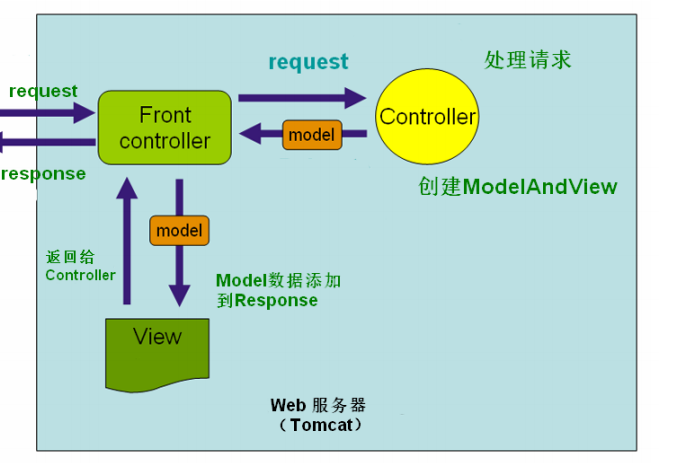 request
处理请求
request
Front
controller
Controller
model
response
创建ModelAndView
model
返回给
Controller
Model数据添加
到Response
View
Web 服务器
（Tomcat）